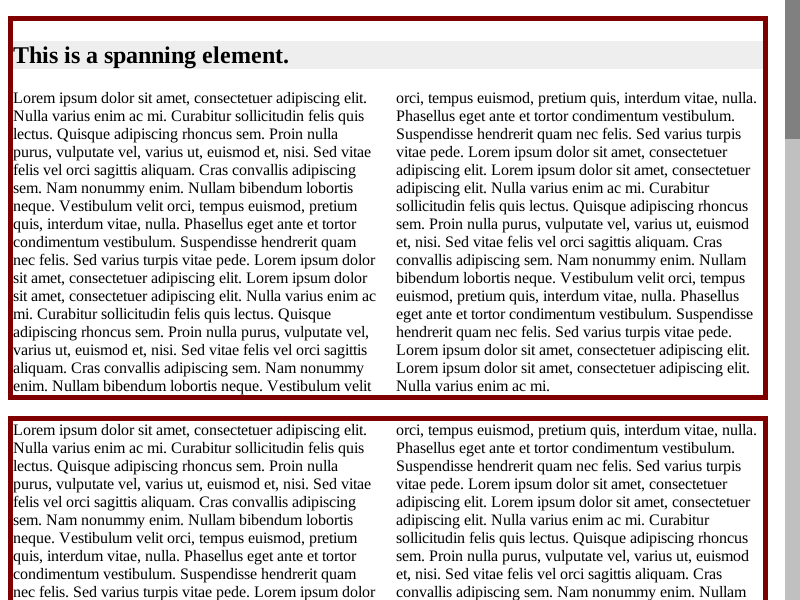 This is a spanning element.
Lorem ipsum dolor sit amet, consectetuer adipiscing elit.
Nulla varius enim ac mi. Curabitur sollicitudin felis quis
lectus. Quisque adipiscing rhoncus sem. Proin nulla
purus, vulputate vel, varius ut, euismod et, nisi. Sed vitae
felis vel orci sagittis aliquam. Cras convallis adipiscing
sem. Nam nonummy enim. Nullam bibendum lobortis
neque. Vestibulum velit orci, tempus euismod, pretium
quis, interdum vitae, nulla. Phasellus eget ante et tortor
condimentum vestibulum. Suspendisse hendrerit quam
nec felis. Sed varius turpis vitae pede. Lorem ipsum dolor
sit amet, consectetuer adipiscing elit. Lorem ipsum dolor
sit amet, consectetuer adipiscing elit. Nulla varius enim ac
mi. Curabitur sollicitudin felis quis lectus. Quisque
adipiscing rhoncus sem. Proin nulla purus, vulputate vel,
varius ut, euismod et, nisi. Sed vitae felis vel orci sagittis
aliquam. Cras convallis adipiscing sem. Nam nonummy
enim. Nullam bibendum lobortis neque. Vestibulum velit
orci, tempus euismod, pretium quis, interdum vitae, nulla.
Phasellus eget ante et tortor condimentum vestibulum.
Suspendisse hendrerit quam nec felis. Sed varius turpis
vitae pede. Lorem ipsum dolor sit amet, consectetuer
adipiscing elit. Lorem ipsum dolor sit amet, consectetuer
adipiscing elit. Nulla varius enim ac mi. Curabitur
sollicitudin felis quis lectus. Quisque adipiscing rhoncus
sem. Proin nulla purus, vulputate vel, varius ut, euismod
et, nisi. Sed vitae felis vel orci sagittis aliquam. Cras
convallis adipiscing sem. Nam nonummy enim. Nullam
bibendum lobortis neque. Vestibulum velit orci, tempus
euismod, pretium quis, interdum vitae, nulla. Phasellus
eget ante et tortor condimentum vestibulum. Suspendisse
hendrerit quam nec felis. Sed varius turpis vitae pede.
Lorem ipsum dolor sit amet, consectetuer adipiscing elit.
Lorem ipsum dolor sit amet, consectetuer adipiscing elit.
Nulla varius enim ac mi.
Lorem ipsum dolor sit amet, consectetuer adipiscing elit.
Nulla varius enim ac mi. Curabitur sollicitudin felis quis
lectus. Quisque adipiscing rhoncus sem. Proin nulla
purus, vulputate vel, varius ut, euismod et, nisi. Sed vitae
felis vel orci sagittis aliquam. Cras convallis adipiscing
sem. Nam nonummy enim. Nullam bibendum lobortis
neque. Vestibulum velit orci, tempus euismod, pretium
quis, interdum vitae, nulla. Phasellus eget ante et tortor
condimentum vestibulum. Suspendisse hendrerit quam
nec felis. Sed varius turpis vitae pede. Lorem ipsum dolor
orci, tempus euismod, pretium quis, interdum vitae, nulla.
Phasellus eget ante et tortor condimentum vestibulum.
Suspendisse hendrerit quam nec felis. Sed varius turpis
vitae pede. Lorem ipsum dolor sit amet, consectetuer
adipiscing elit. Lorem ipsum dolor sit amet, consectetuer
adipiscing elit. Nulla varius enim ac mi. Curabitur
sollicitudin felis quis lectus. Quisque adipiscing rhoncus
sem. Proin nulla purus, vulputate vel, varius ut, euismod
et, nisi. Sed vitae felis vel orci sagittis aliquam. Cras
convallis adipiscing sem. Nam nonummy enim. Nullam